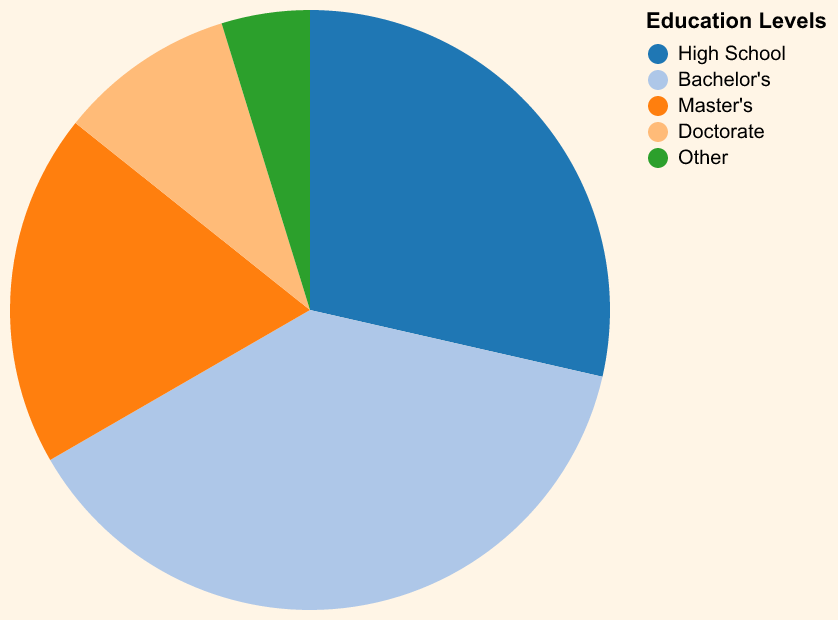 Education Levels
High School
Bachelor's
Master's
Doctorate
Other